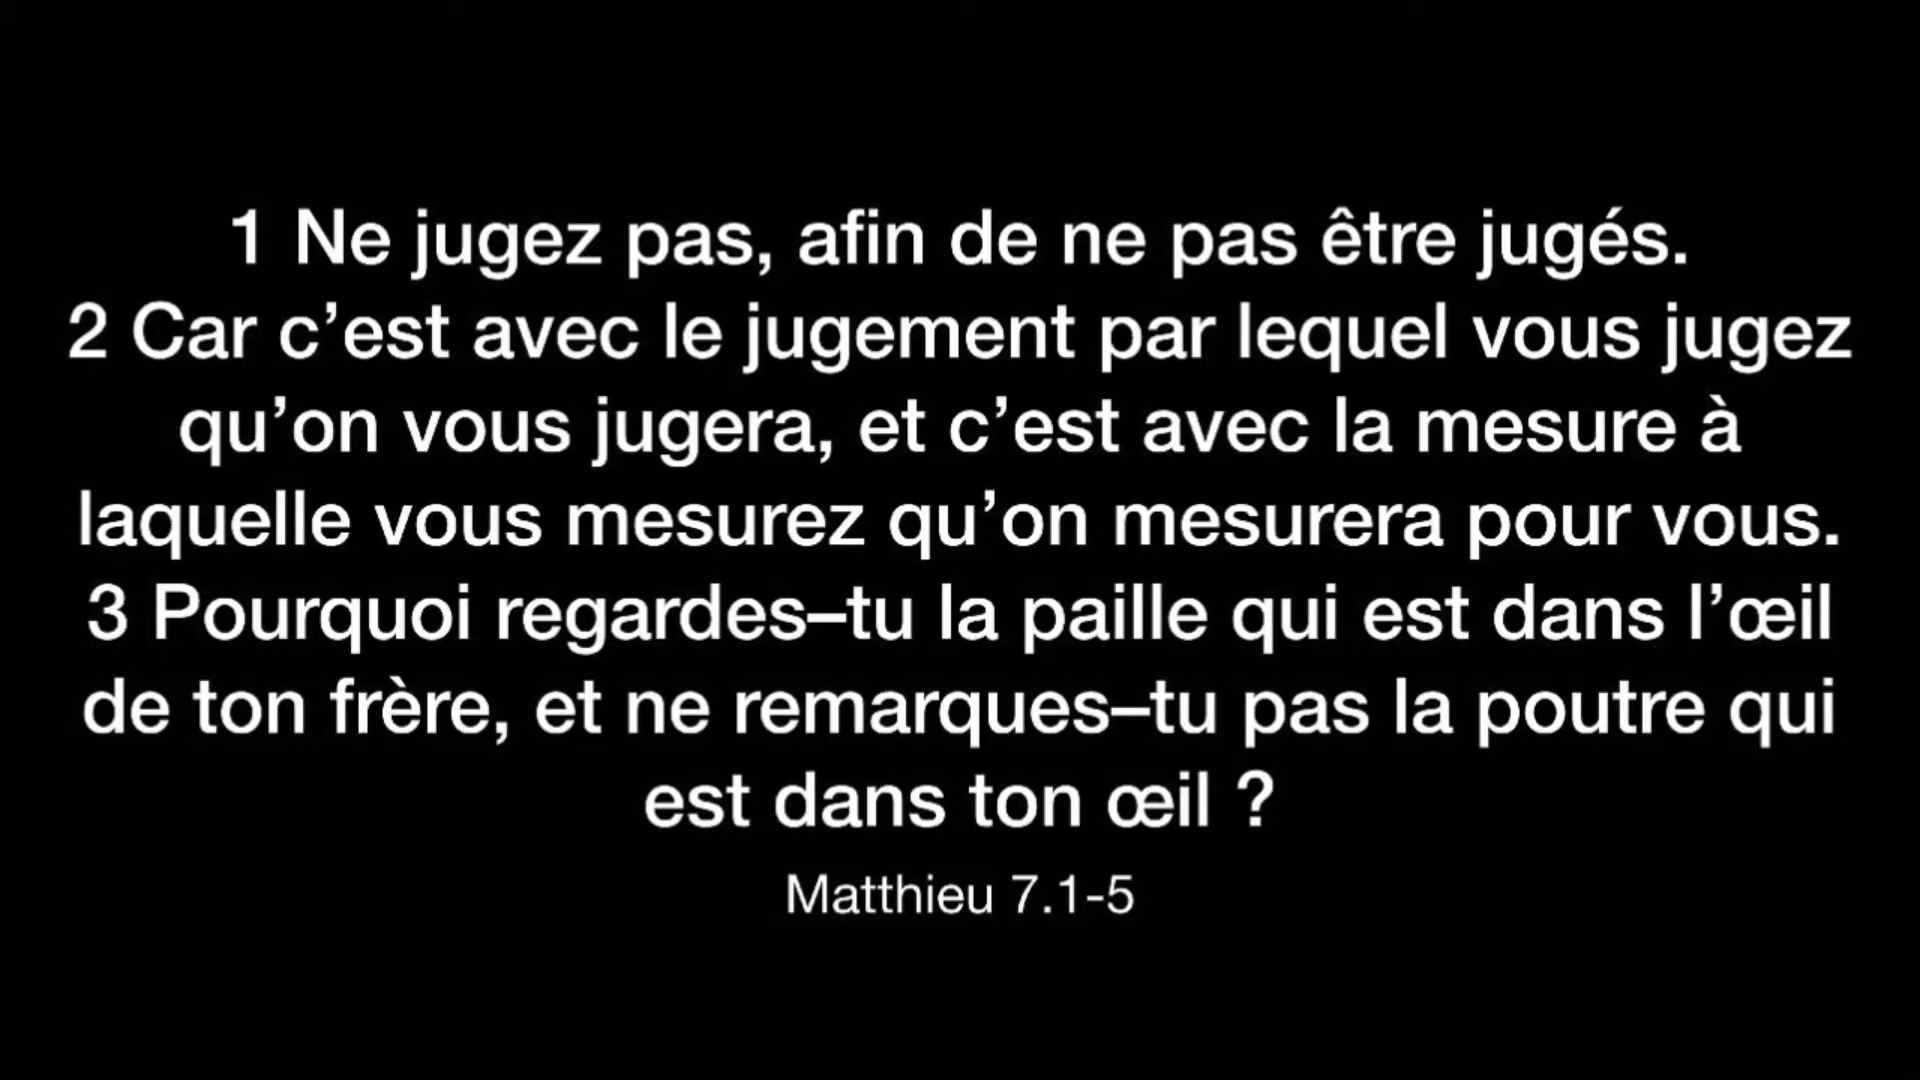 1 Ne jugez pas, afin de ne pas être jugés.
2 Car c’est avec le jugement par lequel vous jugez
qu’on vous jugera, et c’est avec la mesure à
laquelle vous mesurez qu’on mesurera pour vous.
3 Pourquoi regardes–tu la paille qui est dans l’œil
de ton frère, et ne remarques–tu pas la poutre qui
est dans ton œil ?
Matthieu 7.1-5